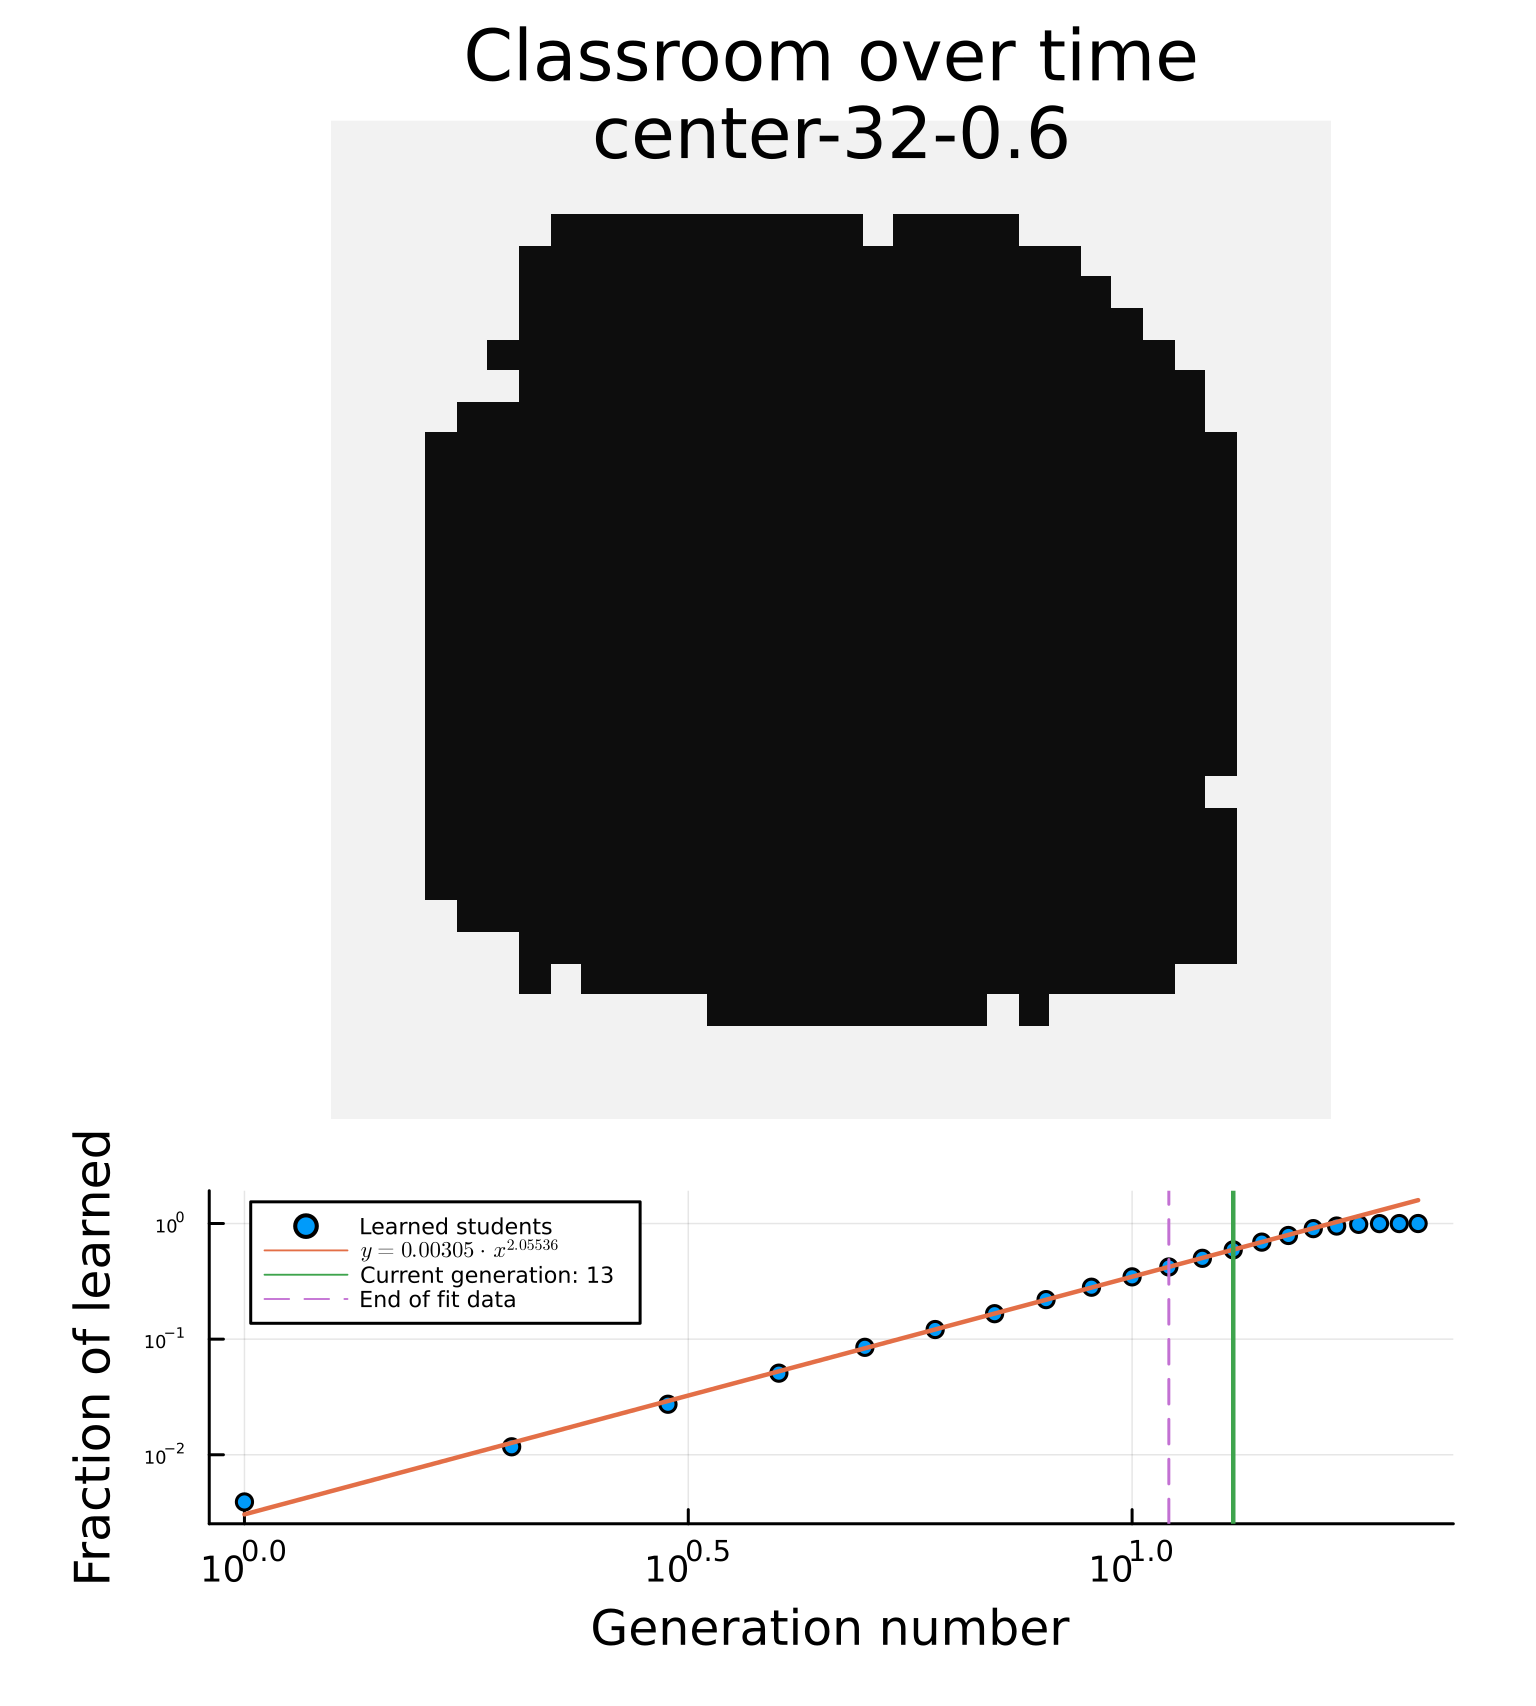 Classroom over time
center-32-0.6
Fraction of learned
10⁰
10⁻¹
10⁻²
Learned students
y = 0.00305 · x^2.05536
Current generation: 13
End of fit data
10^0.0
10^0.5
10^1.0
Generation number